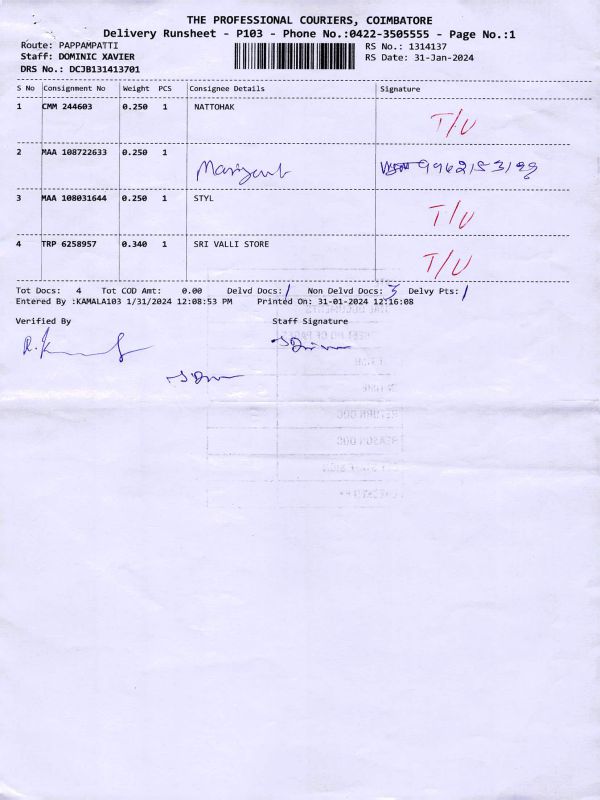 THE PROFESSIONAL COURIERS, COIMBATORE
Delivery Runsheet - P103 - Phone No.:0422-3505555 - Page No.:1
Route: PAPPAMPATTI RS No.: 1314137
Staff: DOMINIC XAVIER RS Date: 31-Jan-2024
DRS No.: DCJB131413701
S No Consignment No Weight PCS Consignee Details Signature
1 CMM 244603 0.250 1 NATTOHAK T/U
2 MAA 108722633 0.250 1
3 MAA 108031644 0.250 1 STYL T/U
4 TRP 6258957 0.340 1 SRI VALLI STORE T/U
Tot Docs: 4 Tot COD Amt: 0.00 Delvd Docs: 1 Non Delvd Docs: 3 Delvy Pts: 1
Entered By :KAMALA103 1/31/2024 12:08:53 PM Printed On: 31-01-2024 12:16:08
Verified By Staff Signature